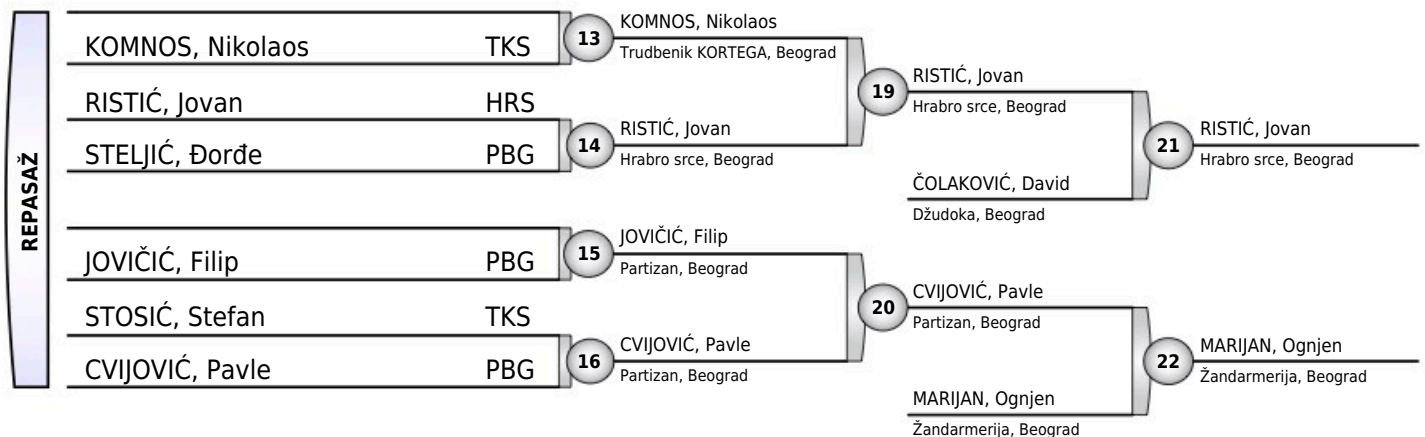 REPASAŽ
KOMNOS, Nikolaos TKS
RISTIĆ, Jovan HRS
STELJIĆ, Đorđe PBG
JOVIČIĆ, Filip PBG
STOSIĆ, Stefan TKS
CVIJOVIĆ, Pavle PBG
13
KOMNOS, Nikolaos
Trudbenik KORTEGA, Beograd
14
RISTIĆ, Jovan
Hrabro srce, Beograd
15
JOVIČIĆ, Filip
Partizan, Beograd
16
CVIJOVIĆ, Pavle
Partizan, Beograd
19
RISTIĆ, Jovan
Hrabro srce, Beograd
ČOLAKOVIĆ, David
Džudoka, Beograd
20
CVIJOVIĆ, Pavle
Partizan, Beograd
MARIJAN, Ognjen
Žandarmerija, Beograd
21
RISTIĆ, Jovan
Hrabro srce, Beograd
22
MARIJAN, Ognjen
Žandarmerija, Beograd